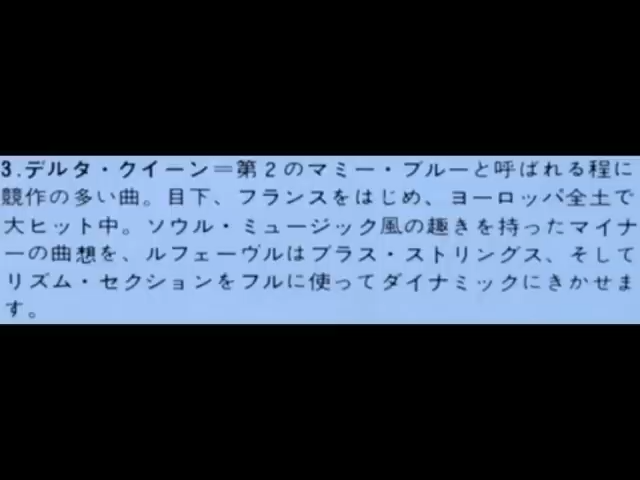 3.デルタ・クイーン＝第2のマミー・ブルーと呼ばれる程に
競作の多い曲。目下、フランスをはじめ、ヨーロッパ全土で
大ヒット中。ソウル・ミュージック風の趣きを持ったマイナ
ーの曲想を、ルフェーヴルはブラス・ストリングス、そして
リズム・セクションをフルに使ってダイナミックにきかせま
す。